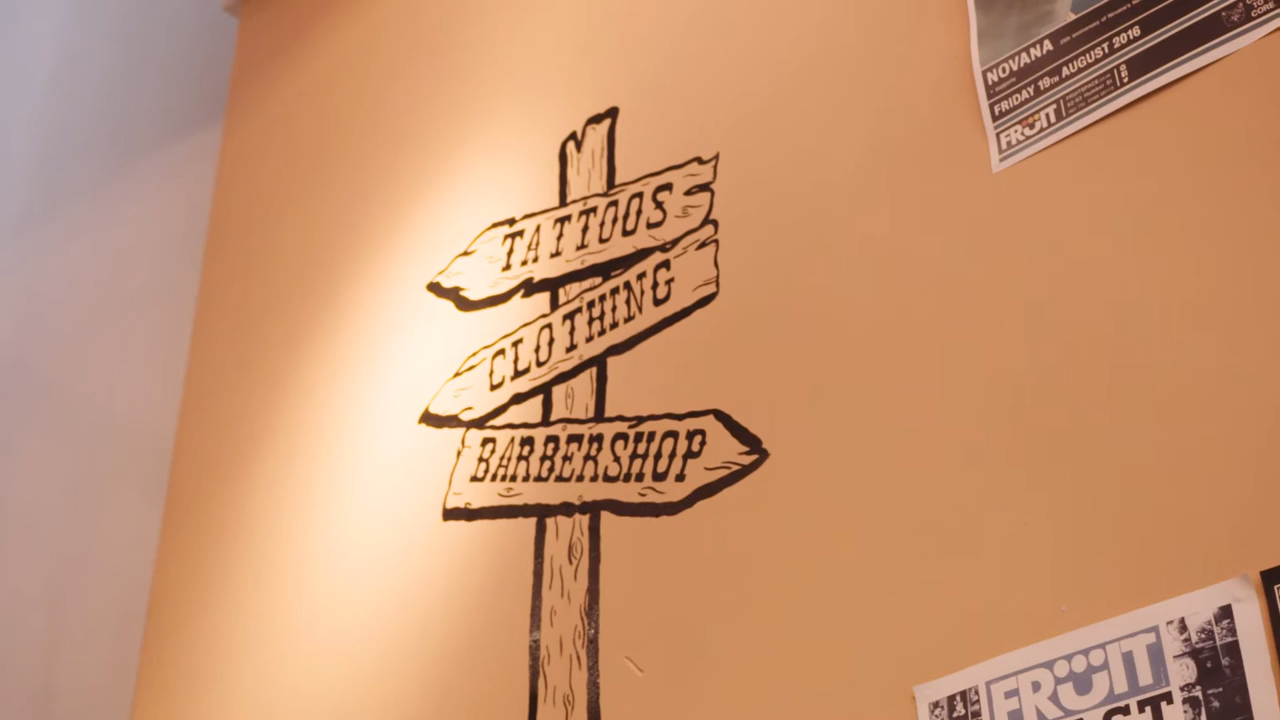 TATTOOS
CLOTHING
BARBERSHOP
NOVANA
FRIDAY 19TH AUGUST 2016
FRUIT
FRUIT